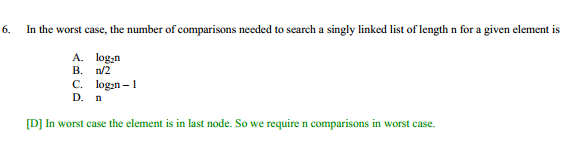 6. In the worst case, the number of comparisons needed to search a singly linked list of length n for a given element is
A. log₂n
B. n/2
C. log₂n – 1
D. n
[D] In worst case the element is in last node. So we require n comparisons in worst case.